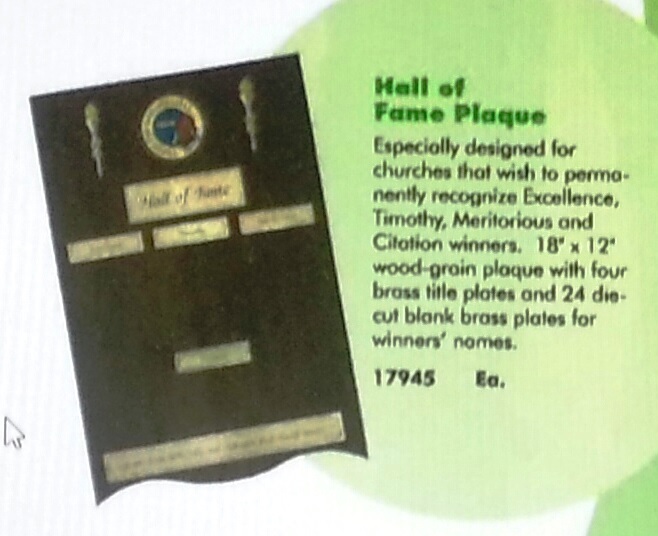 Hall of Fame
Hall of
Fame Plaque
Especially designed for
churches that wish to perma-
nently recognize Excellence,
Timothy, Meritorious and
Citation winners. 18" x 12"
wood-grain plaque with four
brass title plates and 24 die-
cut blank brass plates for
winners' names.
17945 Ea.